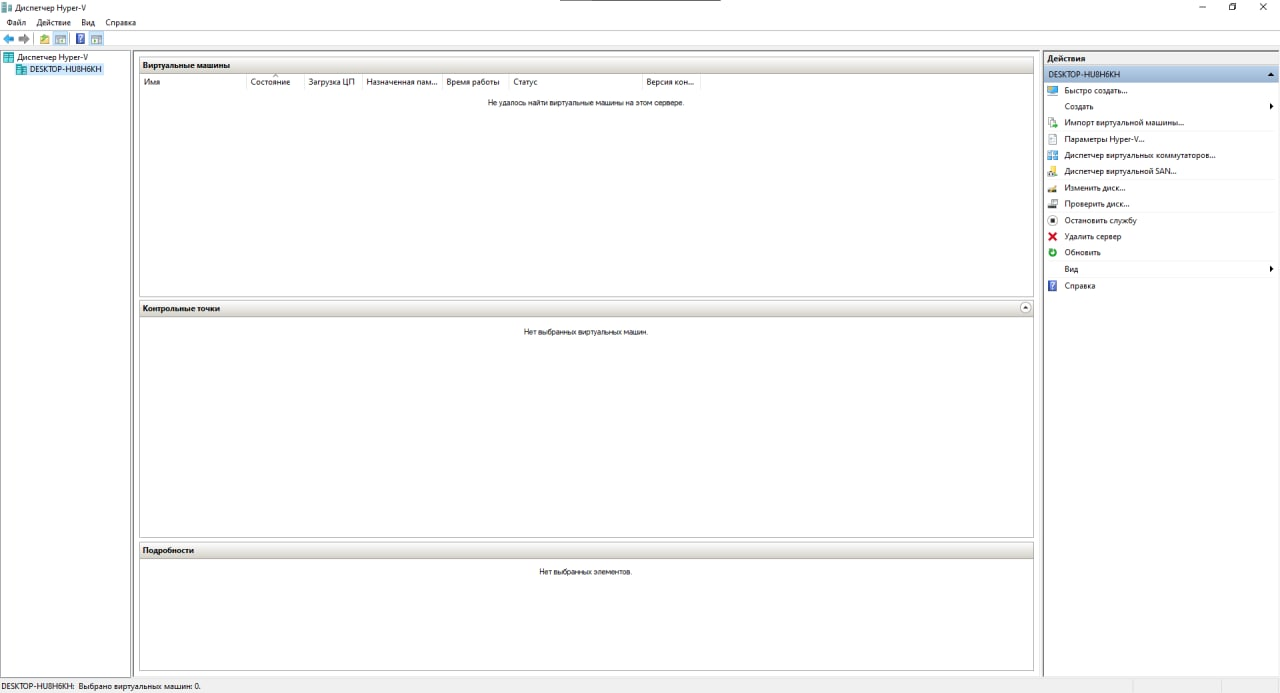 Диспетчер Hyper-V
Файл Действие Вид Справка
Диспетчер Hyper-V
DESKTOP-HU8H6KH
Виртуальные машины
Имя Состояние Загрузка ЦП Назначенная пам... Время работы Статус Версия кон...
Не удалось найти виртуальные машины на этом сервере.
Контрольные точки
Нет выбранных виртуальных машин.
Подробности
Нет выбранных элементов.
Действия
DESKTOP-HU8H6KH
Быстро создать...
Создать
Импорт виртуальной машины...
Параметры Hyper-V...
Диспетчер виртуальных коммутаторов...
Диспетчер виртуальной SAN...
Изменить диск...
Проверить диск...
Остановить службу
Удалить сервер
Обновить
Вид
Справка
DESKTOP-HU8H6KH: Выбрано виртуальных машин: 0.